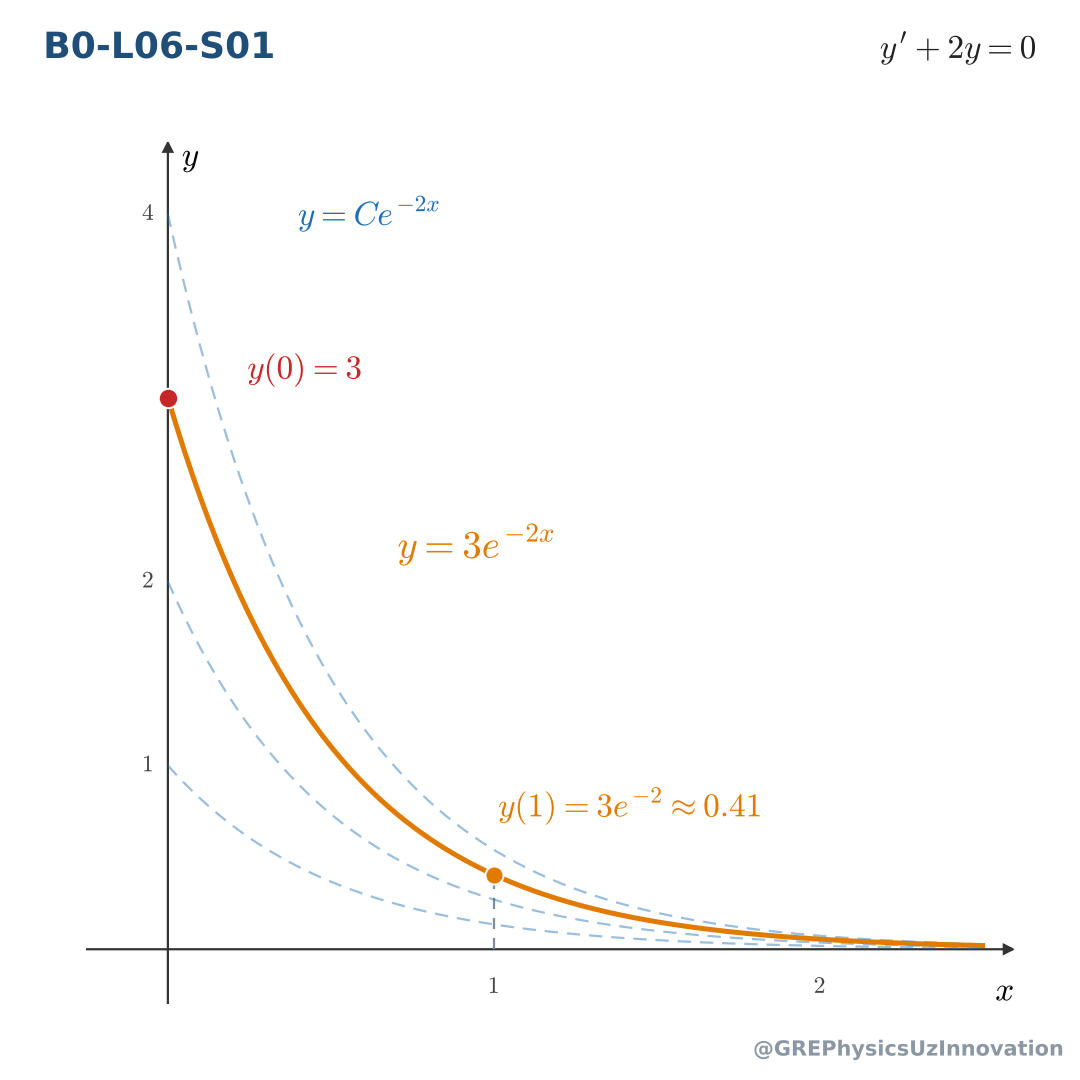 B0-L06-S01
y′ + 2y = 0
y
4
y = Ce^{−2x}
y(0) = 3
y = 3e^{−2x}
2
1
y(1) = 3e^{−2} ≈ 0.41
1
2
x
@GREPhysicsUzInnovation